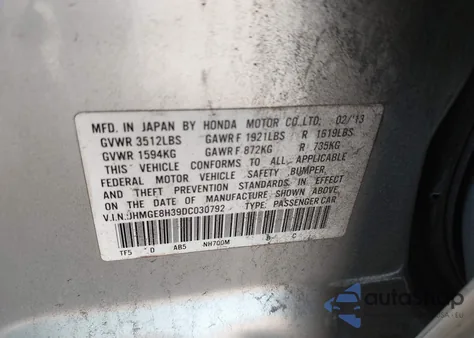 MFD. IN JAPAN BY HONDA MOTOR CO.,LTD. 02/'13
GVWR 3512LBS GAWR F 1921LBS R 1619LBS
GVWR 1594KG GAWR F 872KG R 735KG
THIS VEHICLE CONFORMS TO ALL APPLICABLE
FEDERAL MOTOR VEHICLE SAFETY, BUMPER,
AND THEFT PREVENTION STANDARDS IN EFFECT
ON THE DATE OF MANUFACTURE SHOWN ABOVE.
V.I.N.:JHMGE8H39DC030792 TYPE: PASSENGER CAR
TF5 D AB5 NH700M B C
autoshop